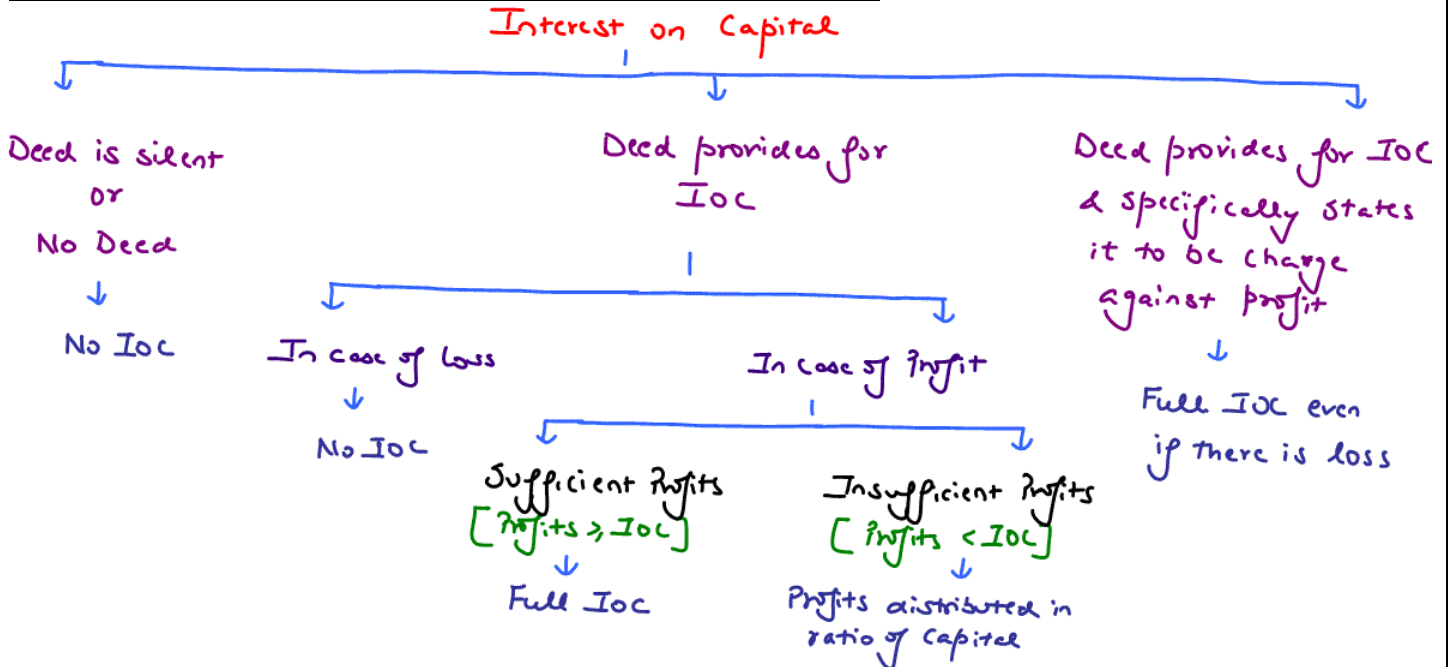 Interest on Capital
Deed is silent
or
No Deed
No IOC
Deed provides for
IOC
In case of loss
No IOC
In case of Profit
Sufficient Profits
[Profits ≥ IOC]
Full IOC
Insufficient Profits
[Profits < IOC]
Profits distributed in
ratio of Capital
Deed provides for IOC
& specifically states
it to be charge
against profit
Full IOC even
if there is loss